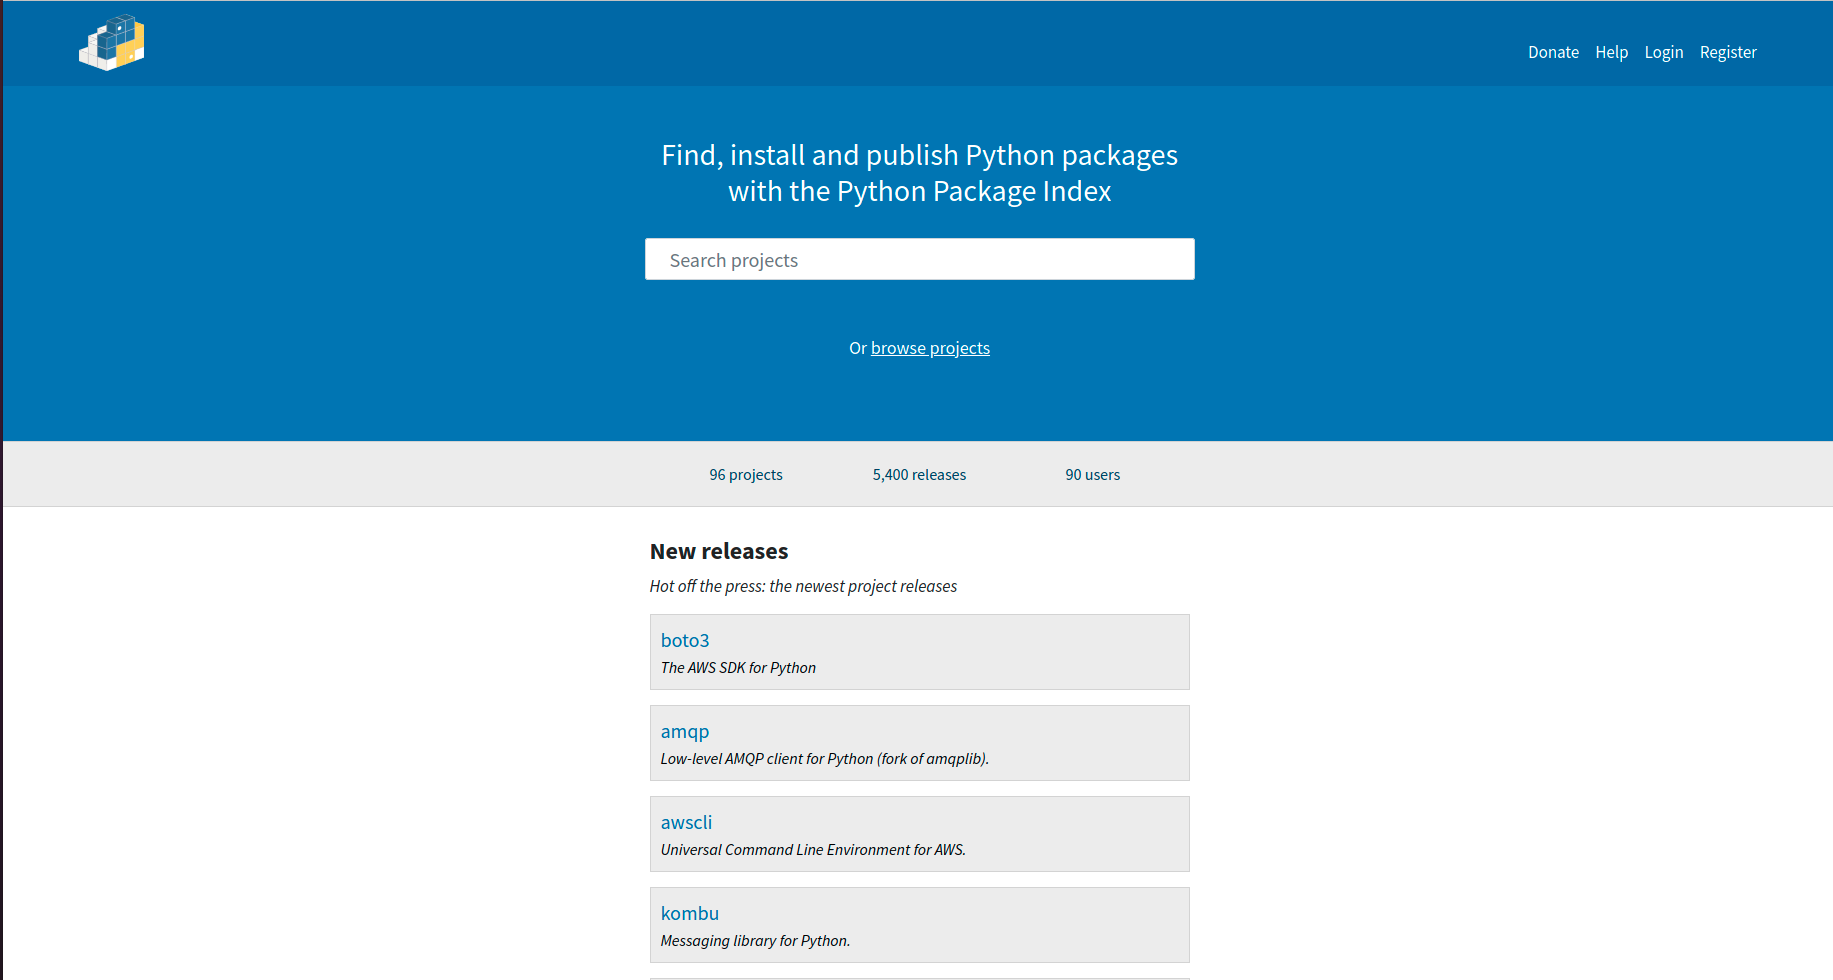 Donate Help Login Register
Find, install and publish Python packages
with the Python Package Index
Search projects
Or browse projects
96 projects 5,400 releases 90 users
New releases
Hot off the press: the newest project releases
boto3
The AWS SDK for Python
amqp
Low-level AMQP client for Python (fork of amqplib).
awscli
Universal Command Line Environment for AWS.
kombu
Messaging library for Python.